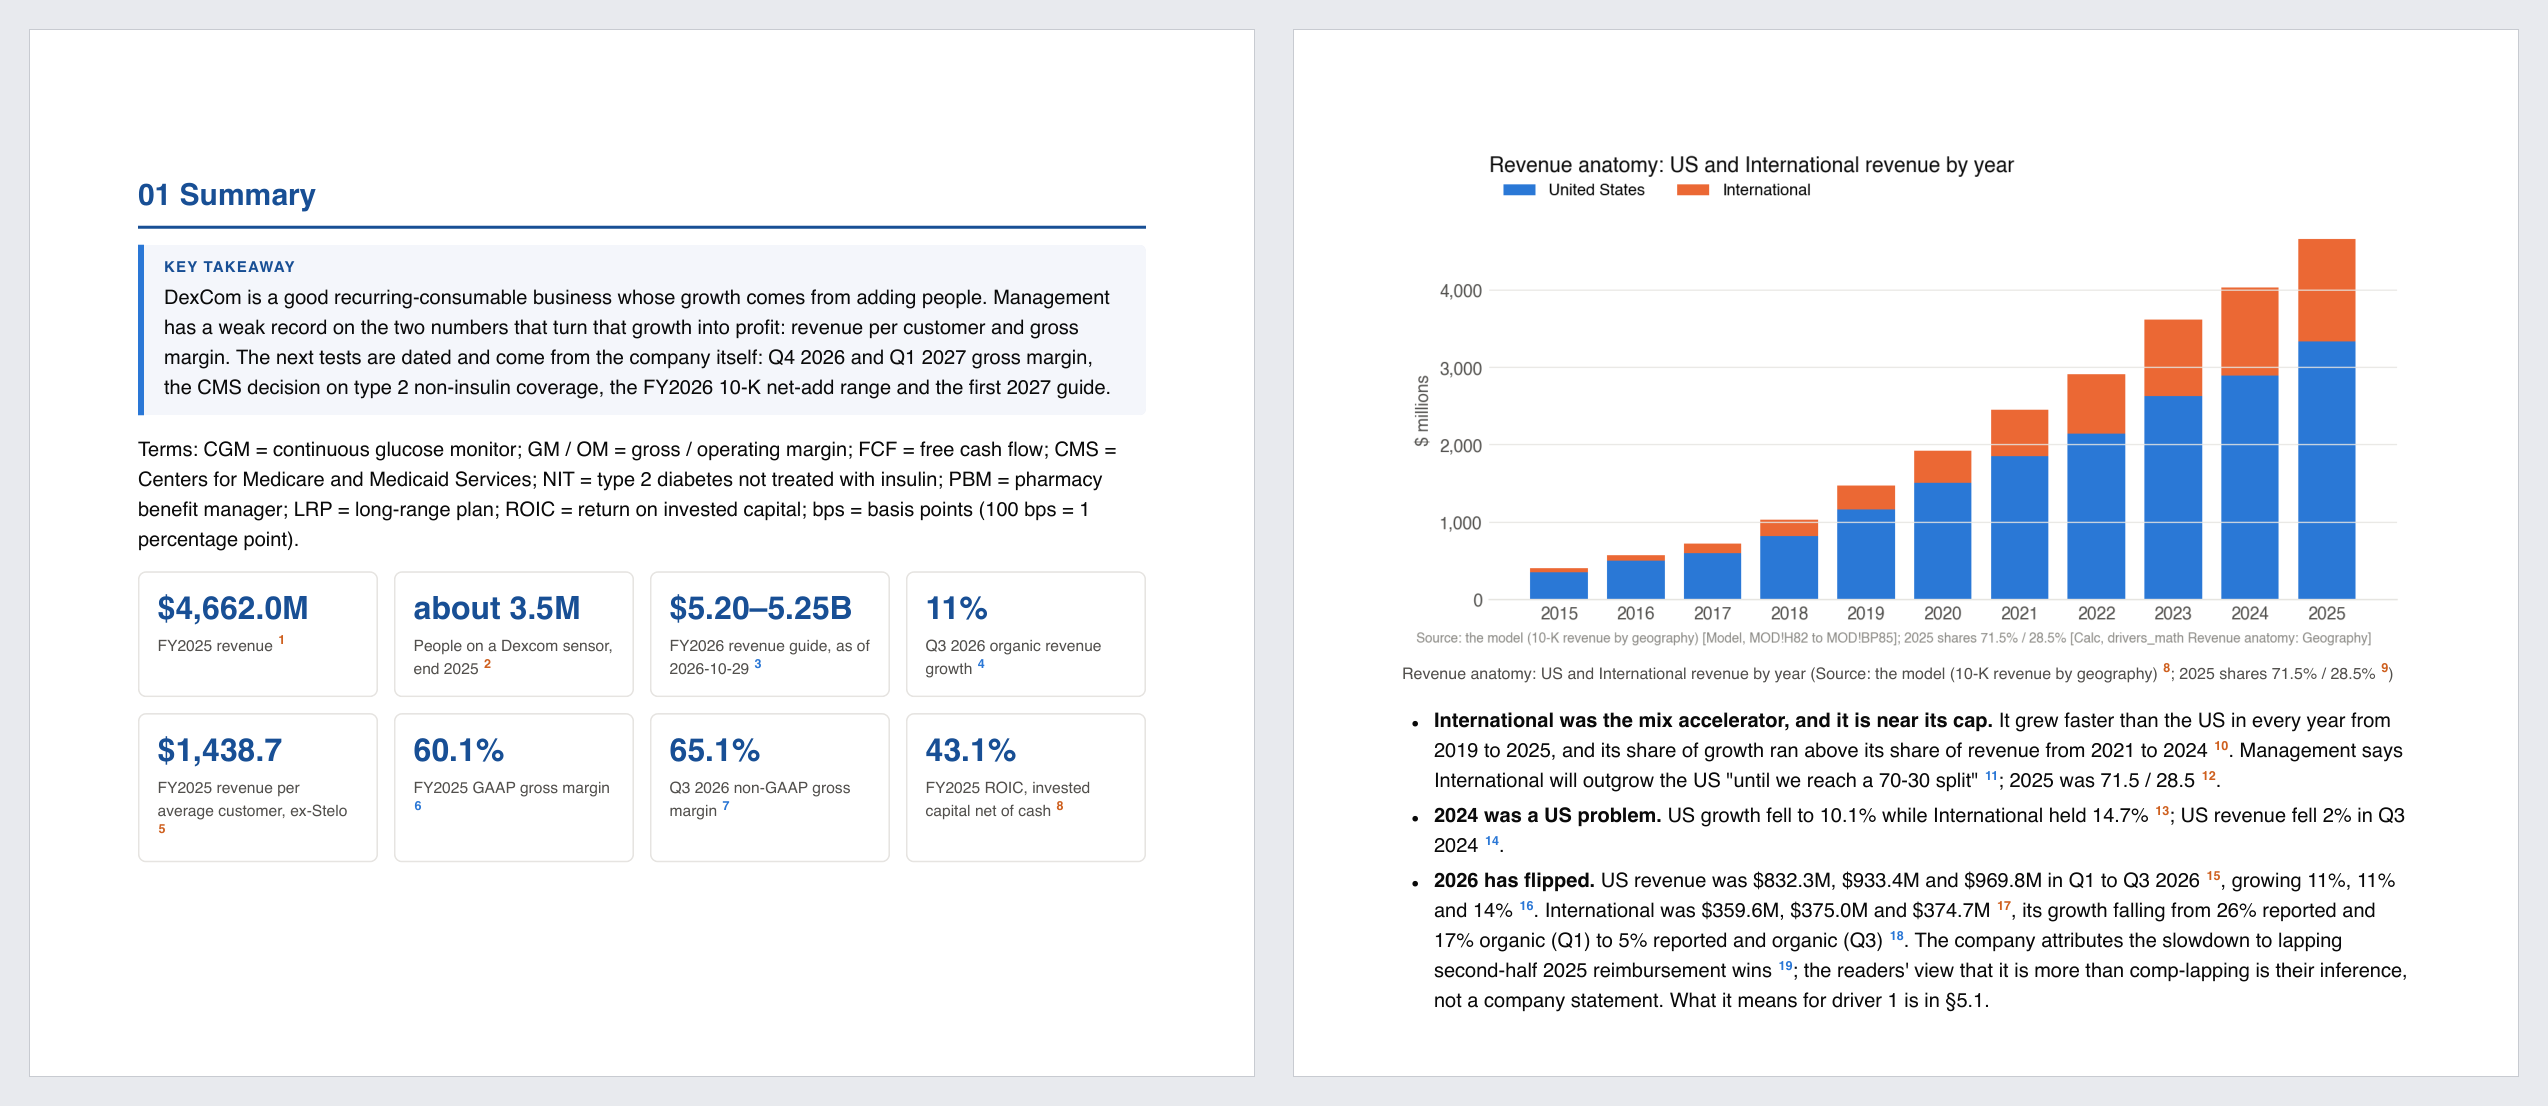 01 Summary
KEY TAKEAWAY
DexCom is a good recurring-consumable business whose growth comes from adding people. Management
has a weak record on the two numbers that turn that growth into profit: revenue per customer and gross
margin. The next tests are dated and come from the company itself: Q4 2026 and Q1 2027 gross margin,
the CMS decision on type 2 non-insulin coverage, the FY2026 10-K net-add range and the first 2027 guide.
Terms: CGM = continuous glucose monitor; GM / OM = gross / operating margin; FCF = free cash flow; CMS =
Centers for Medicare and Medicaid Services; NIT = type 2 diabetes not treated with insulin; PBM = pharmacy
benefit manager; LRP = long-range plan; ROIC = return on invested capital; bps = basis points (100 bps = 1
percentage point).
$4,662.0M
FY2025 revenue 1
about 3.5M
People on a Dexcom sensor,
end 2025 2
$5.20–5.25B
FY2026 revenue guide, as of
2026-10-29 3
11%
Q3 2026 organic revenue
growth 4
$1,438.7
FY2025 revenue per
average customer, ex-Stelo
5
60.1%
FY2025 GAAP gross margin
6
65.1%
Q3 2026 non-GAAP gross
margin 7
43.1%
FY2025 ROIC, invested
capital net of cash 8
Revenue anatomy: US and International revenue by year
United States International
$ millions
4,000
3,000
2,000
1,000
0
2015 2016 2017 2018 2019 2020 2021 2022 2023 2024 2025
Source: the model (10-K revenue by geography) [Model, MOD!H82 to MOD!BP85]; 2025 shares 71.5% / 28.5% [Calc, drivers_math Revenue anatomy: Geography]
Revenue anatomy: US and International revenue by year (Source: the model (10-K revenue by geography) 8; 2025 shares 71.5% / 28.5% 9)
• International was the mix accelerator, and it is near its cap. It grew faster than the US in every year from
2019 to 2025, and its share of growth ran above its share of revenue from 2021 to 2024 10. Management says
International will outgrow the US "until we reach a 70-30 split" 11; 2025 was 71.5 / 28.5 12.
• 2024 was a US problem. US growth fell to 10.1% while International held 14.7% 13; US revenue fell 2% in Q3
2024 14.
• 2026 has flipped. US revenue was $832.3M, $933.4M and $969.8M in Q1 to Q3 2026 15, growing 11%, 11%
and 14% 16. International was $359.6M, $375.0M and $374.7M 17, its growth falling from 26% reported and
17% organic (Q1) to 5% reported and organic (Q3) 18. The company attributes the slowdown to lapping
second-half 2025 reimbursement wins 19; the readers' view that it is more than comp-lapping is their inference,
not a company statement. What it means for driver 1 is in §5.1.